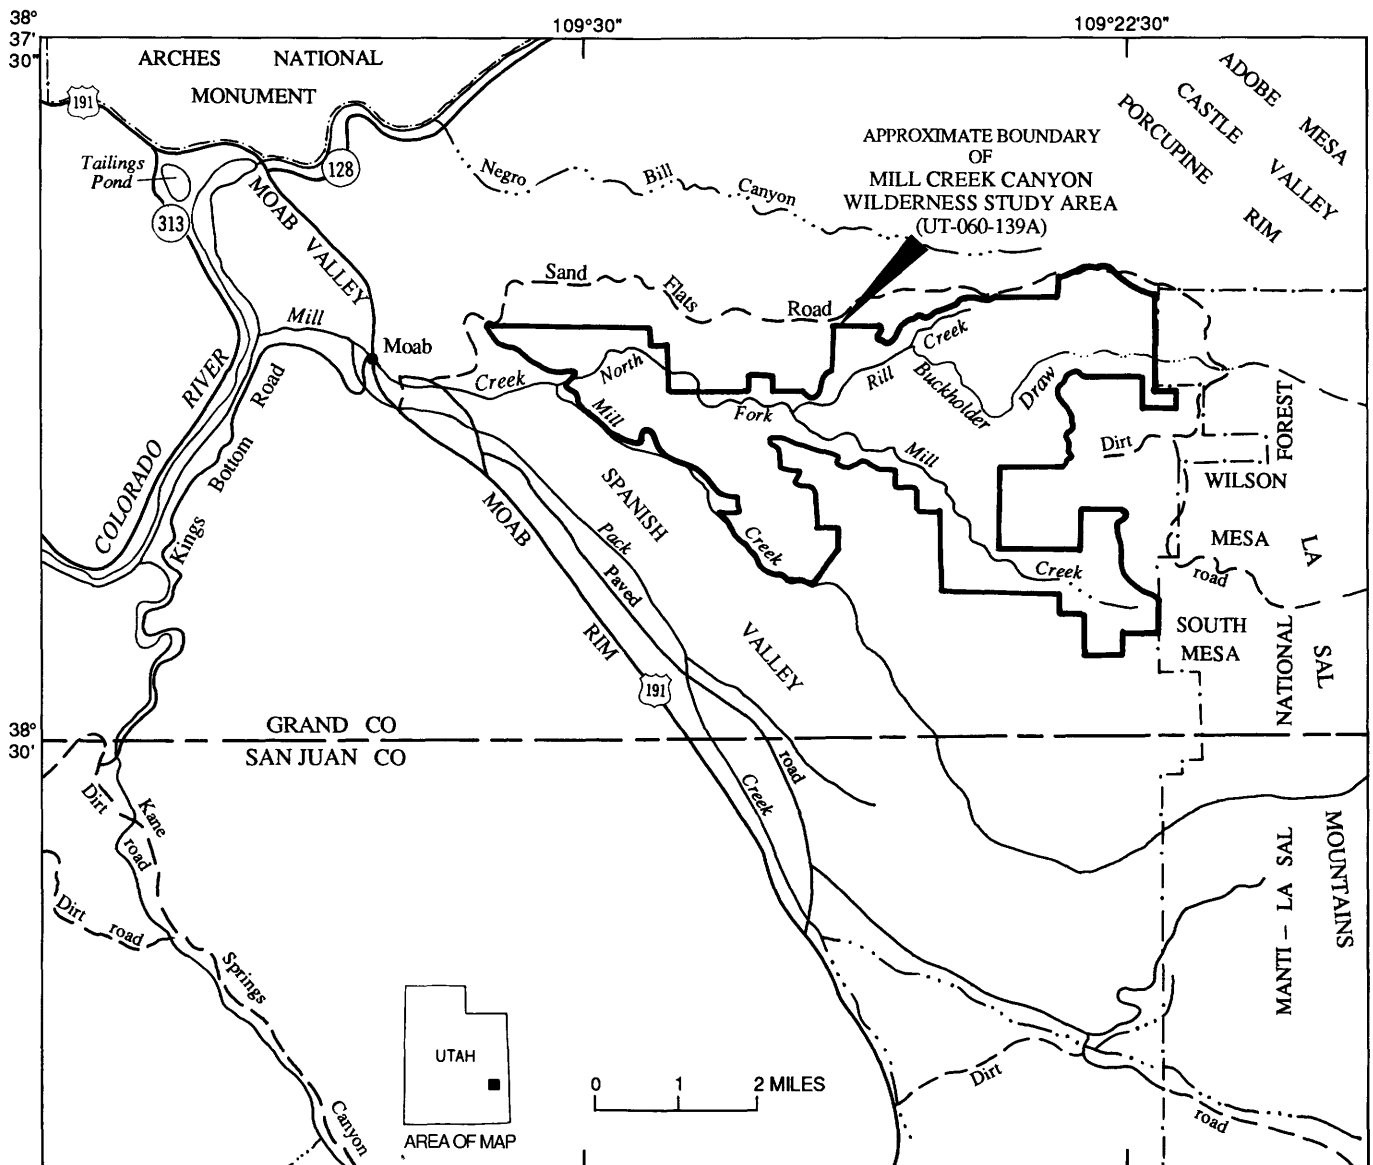 38°
37'
30"
109°30"
109°22'30"
ARCHES NATIONAL
MONUMENT
191
Tailings
Pond
128
313
MOAB VALLEY
Negro Bill Canyon
APPROXIMATE BOUNDARY
OF
MILL CREEK CANYON
WILDERNESS STUDY AREA
(UT-060-139A)
ADOBE MESA
CASTLE VALLEY
PORCUPINE RIM
Sand Flats Road
Mill Creek
Moab
North Fork Mill Creek
Rill Creek
Buckholder Draw
Dirt road
Mill Creek
COLORADO RIVER
Kings Bottom Road
SPANISH VALLEY
MOAB RIM
Pack Creek
Paved road
191
WILSON
MESA
SOUTH
MESA
LA SAL MOUNTAINS
MANTI – LA SAL NATIONAL FOREST
38°
30'
GRAND CO
SAN JUAN CO
Dirt road
Kane Springs Canyon
Dirt road
Dirt road
UTAH
AREA OF MAP
0 1 2 MILES